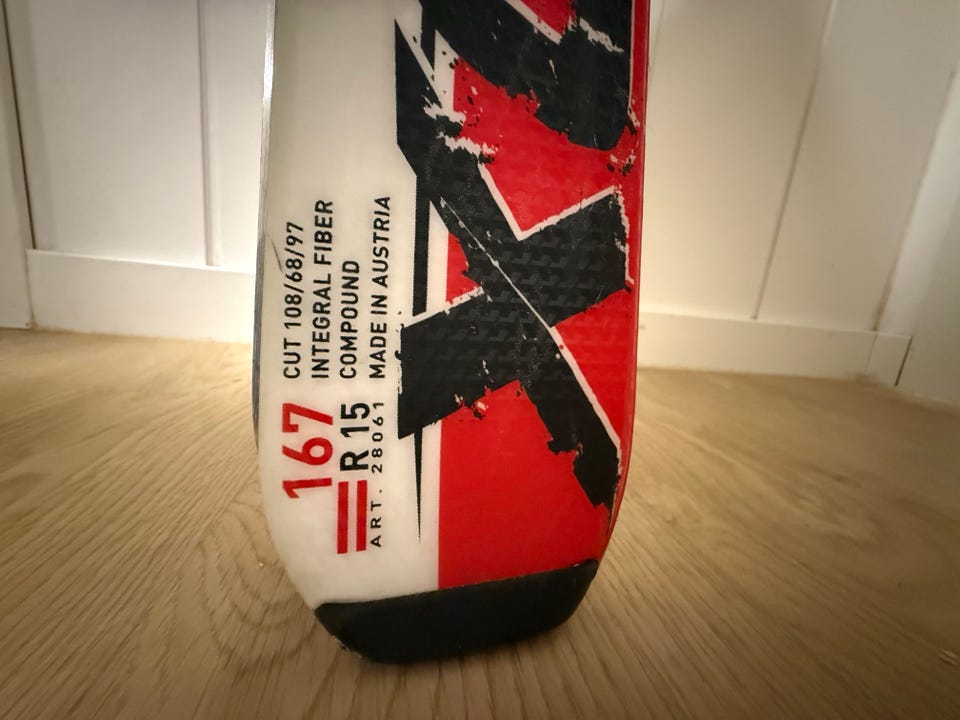 CUT 108/68/97
INTEGRAL FIBER
COMPOUND
MADE IN AUSTRIA
167
R 15
ART. 28061
X